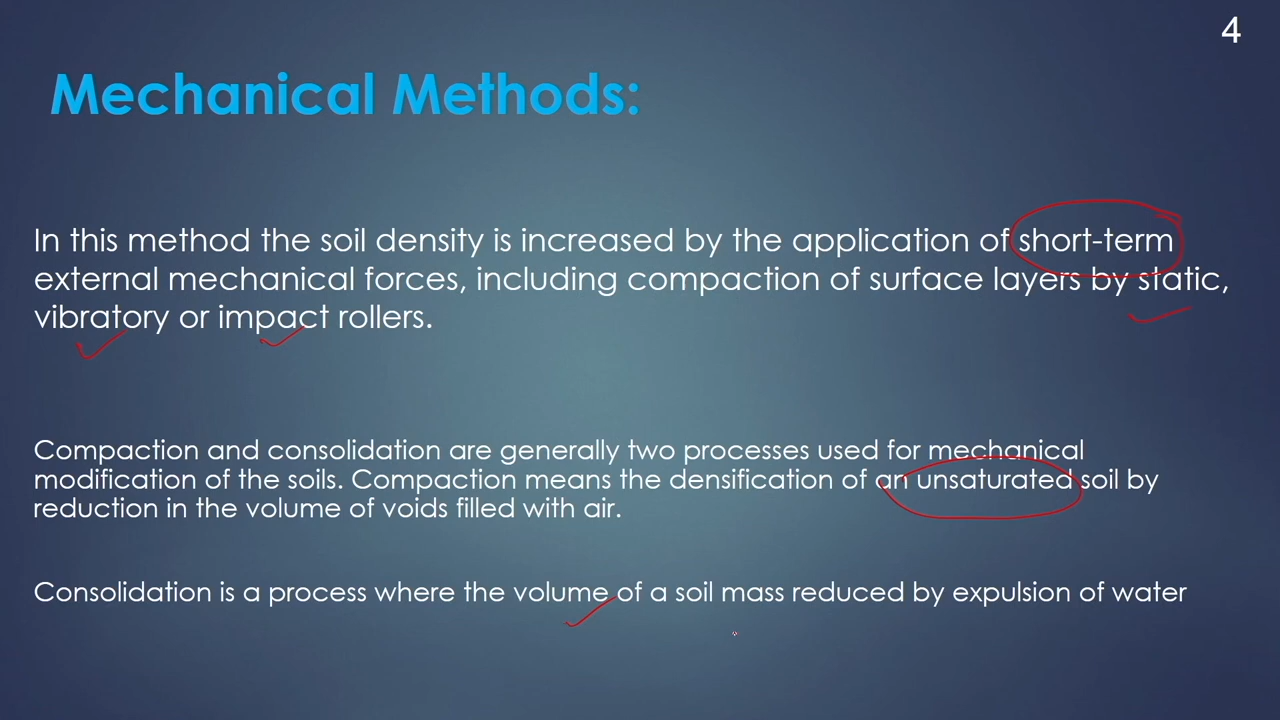 4
Mechanical Methods:
In this method the soil density is increased by the application of short-term
external mechanical forces, including compaction of surface layers by static,
vibratory or impact rollers.
Compaction and consolidation are generally two processes used for mechanical
modification of the soils. Compaction means the densification of an unsaturated soil by
reduction in the volume of voids filled with air.
Consolidation is a process where the volume of a soil mass reduced by expulsion of water